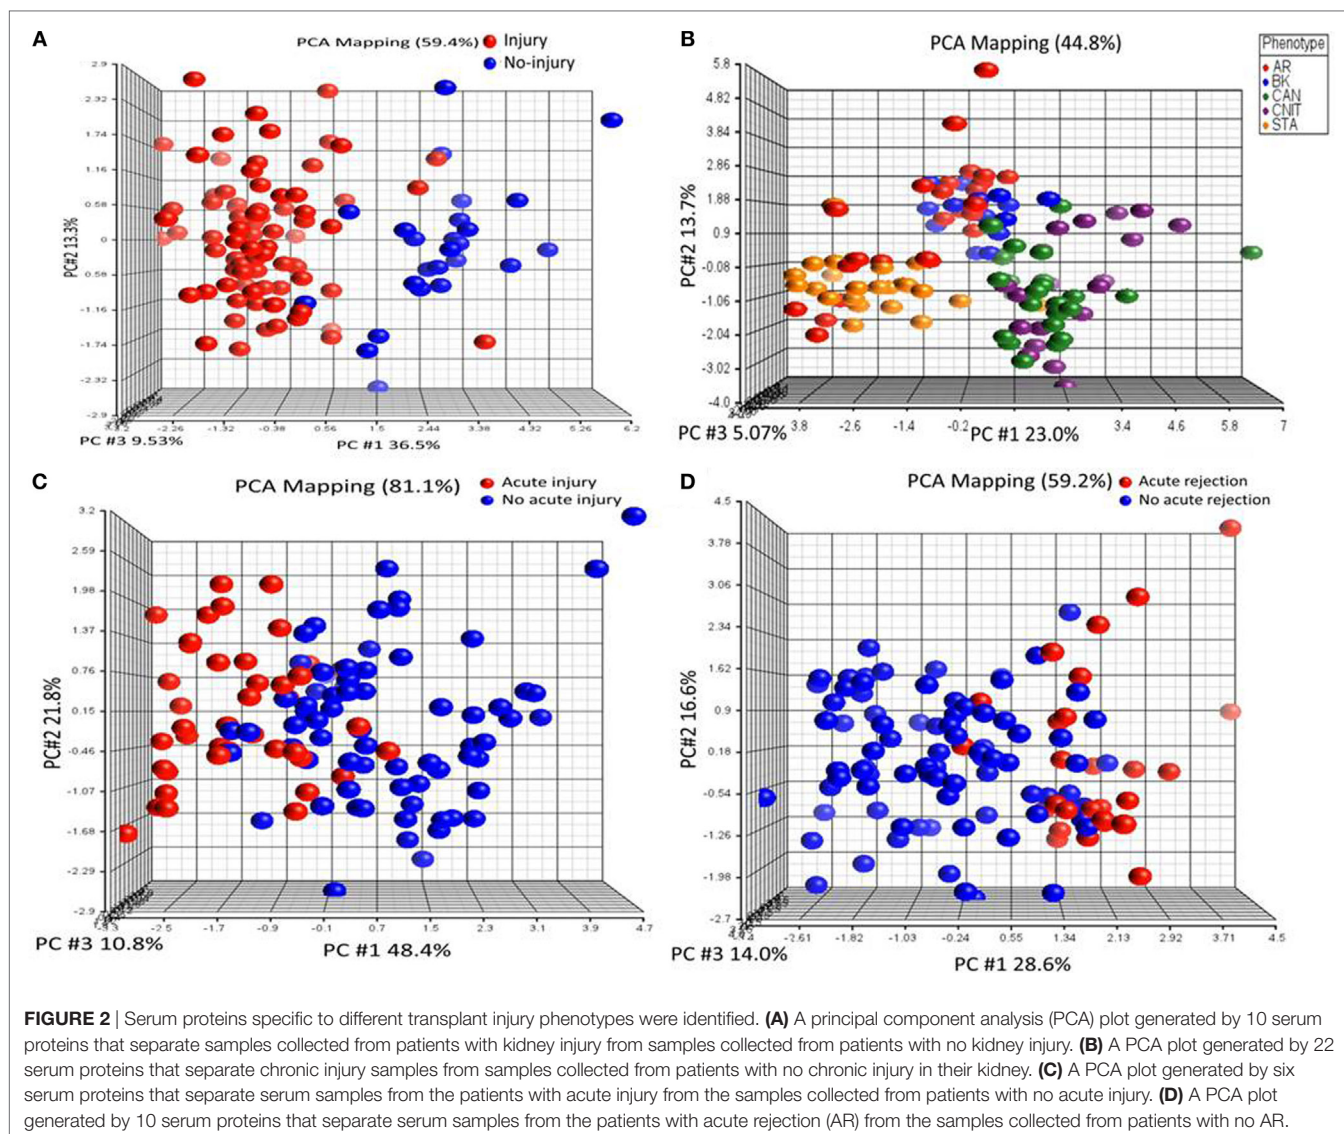 A
PCA Mapping (59.4%)
Injury
No-injury
2.9
2.32
1.74
1.16
0.58
0
-0.58
-1.16
-1.74
-2.32
-2.9
PC#2 13.3%
-2.26
-1.32
-0.38
0.56
1.5
2.44
3.38
4.32
5.26
6.2
PC #3 9.53%
PC #1 36.5%
B
PCA Mapping (44.8%)
Phenotype
AR
BK
CAN
CNIT
STA
5.8
4.82
3.84
2.86
1.88
0.9
-0.08
-1.06
-2.04
-3.02
-4.0
PC#2 13.7%
3.8
-2.6
-1.4
-0.2
3.4
4.6
5.8
7
PC #3 5.07%
PC #1 23.0%
C
PCA Mapping (81.1%)
Acute injury
No acute injury
3.2
2.59
1.98
1.37
0.76
0.15
-0.46
-1.07
-1.68
-2.29
-2.9
PC#2 21.8%
-2.5
-1.7
-0.9
-0.1
0.7
1.5
2.3
3.1
3.9
4.7
PC #3 10.8%
PC #1 48.4%
D
PCA Mapping (59.2%)
Acute rejection
No acute rejection
4.5
3.78
3.06
2.34
1.62
0.9
0.18
-0.54
-1.26
-1.98
-2.7
PC#2 16.6%
-2.61
-1.82
-1.03
-0.24
0.55
1.34
2.13
2.92
3.71
4.5
PC #3 14.0%
PC #1 28.6%
FIGURE 2 | Serum proteins specific to different transplant injury phenotypes were identified. (A) A principal component analysis (PCA) plot generated by 10 serum
proteins that separate samples collected from patients with kidney injury from samples collected from patients with no kidney injury. (B) A PCA plot generated by 22
serum proteins that separate chronic injury samples from samples collected from patients with no chronic injury in their kidney. (C) A PCA plot generated by six
serum proteins that separate serum samples from the patients with acute injury from the samples collected from patients with no acute injury. (D) A PCA plot
generated by 10 serum proteins that separate serum samples from the patients with acute rejection (AR) from the samples collected from patients with no AR.